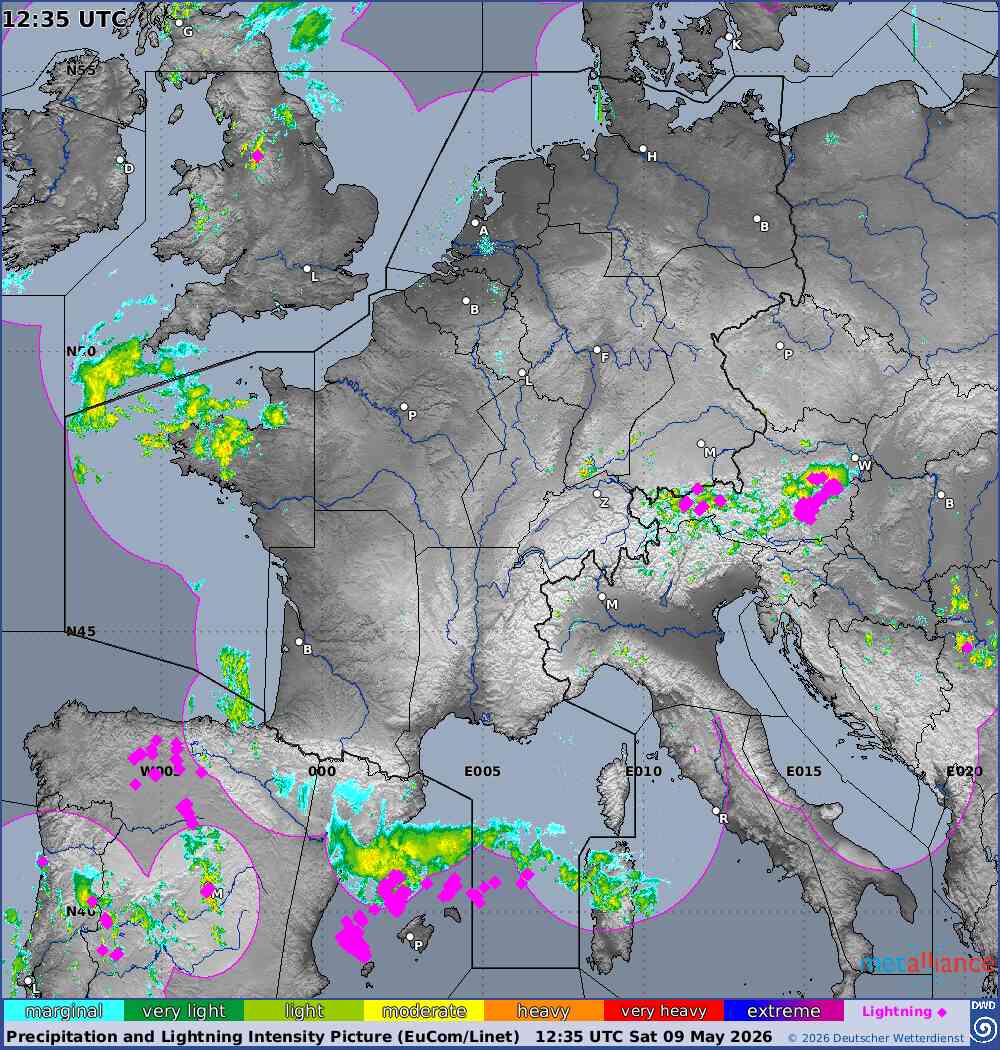 12:35 UTC
G
K
N55
D
H
A
B
B
L
N50
B
F
P
L
P
M
W
Z
B
M
N45
B
W005
000
E005
E010
E015
E020
R
M
N40
P
L
metalliance
marginal very light light moderate heavy very heavy extreme Lightning
DWD
Precipitation and Lightning Intensity Picture (EuCom/Linet) 12:35 UTC Sat 09 May 2026 © 2026 Deutscher Wetterdienst